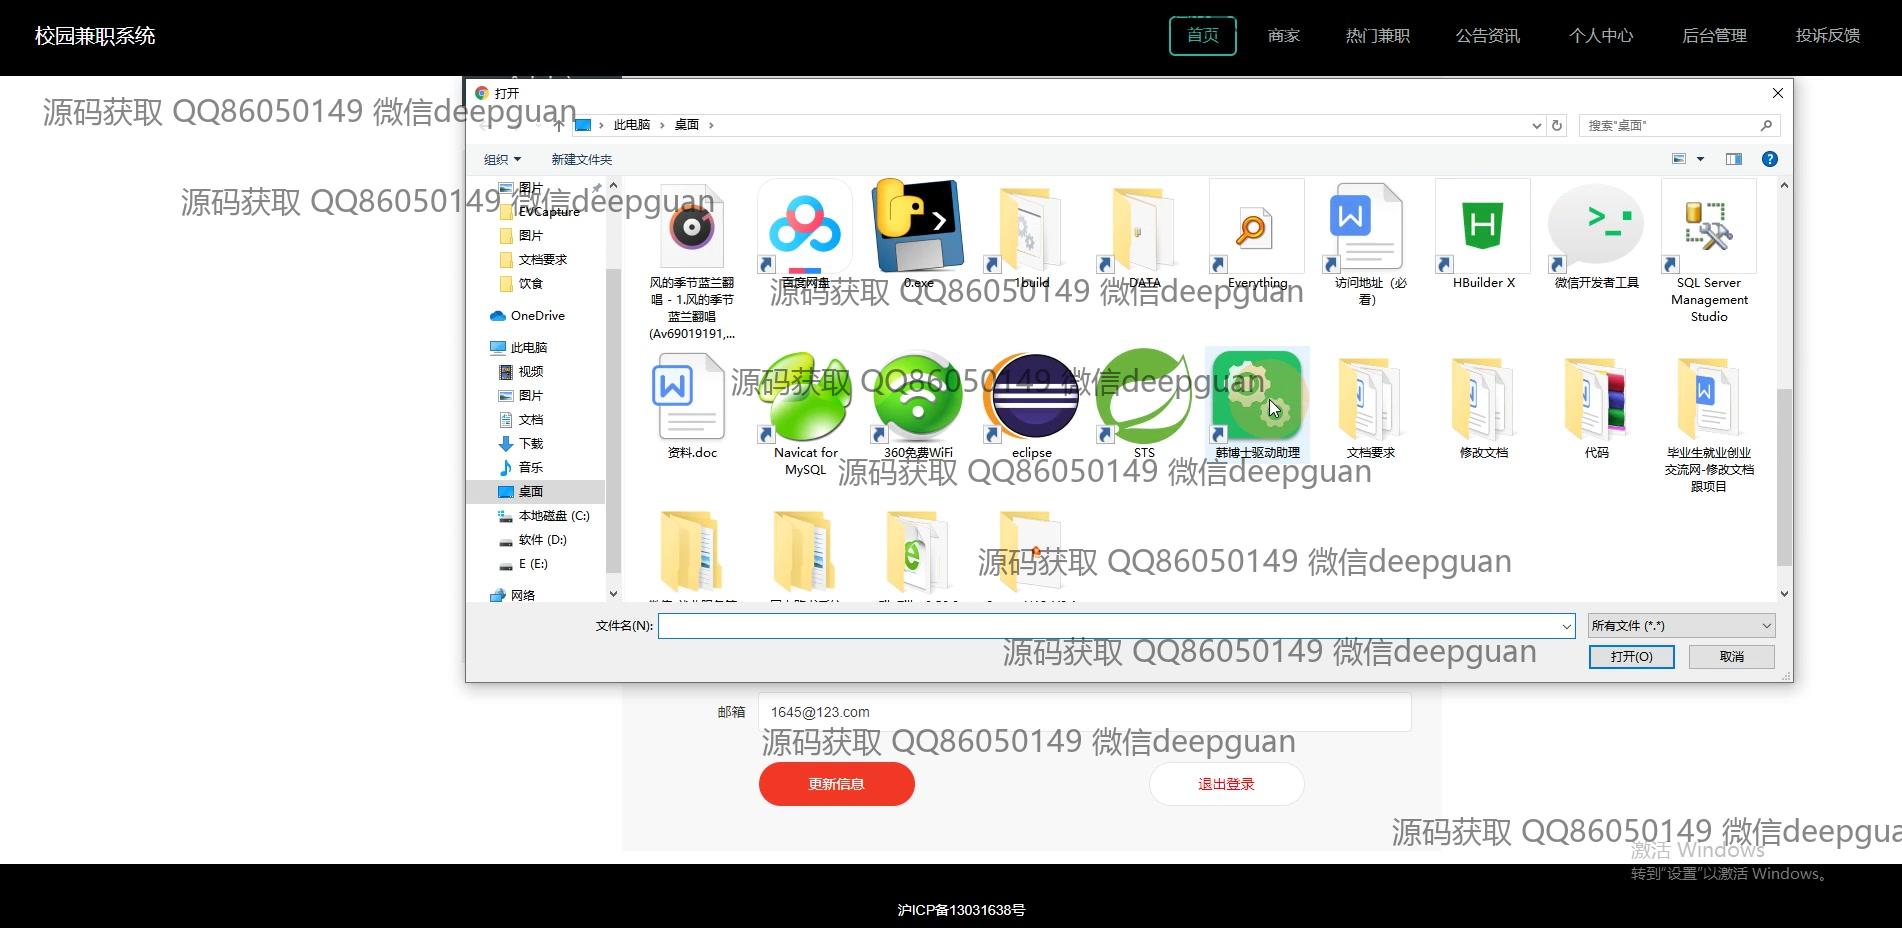 校园兼职系统
首页
商家
热门兼职
公告资讯
个人中心
后台管理
投诉反馈
打开
源码获取 QQ86050149 微信deepguan
此电脑 › 桌面 ›
搜索"桌面"
组织
新建文件夹
源码获取 QQ86050149 微信deepguan
图片
EVCapture
图片
文档要求
饮食
OneDrive
此电脑
视频
图片
文档
下载
音乐
桌面
本地磁盘 (C:)
软件 (D:)
E (E:)
网络
风的季节蓝兰翻
唱 - 1.风的季节
蓝兰翻唱
(Av69019191,...
百度网盘
0.exe
1build
DATA
Everything
访问地址（必
看）
HBuilder X
微信开发者工具
SQL Server
Management
Studio
源码获取 QQ86050149 微信deepguan
源码获取 QQ86050149 微信deepguan
资料.doc
Navicat for
MySQL
360免费WiFi
eclipse
STS
韩博士驱动助理
文档要求
修改文档
代码
毕业生就业创业
交流网-修改文档
跟项目
源码获取 QQ86050149 微信deepguan
源码获取 QQ86050149 微信deepguan
文件名(N):
所有文件 (*.*)
源码获取 QQ86050149 微信deepguan
打开(O)
取消
邮箱
1645@123.com
源码获取 QQ86050149 微信deepguan
更新信息
退出登录
源码获取 QQ86050149 微信deepgua
激活 Windows
转到"设置"以激活 Windows。
沪ICP备13031638号